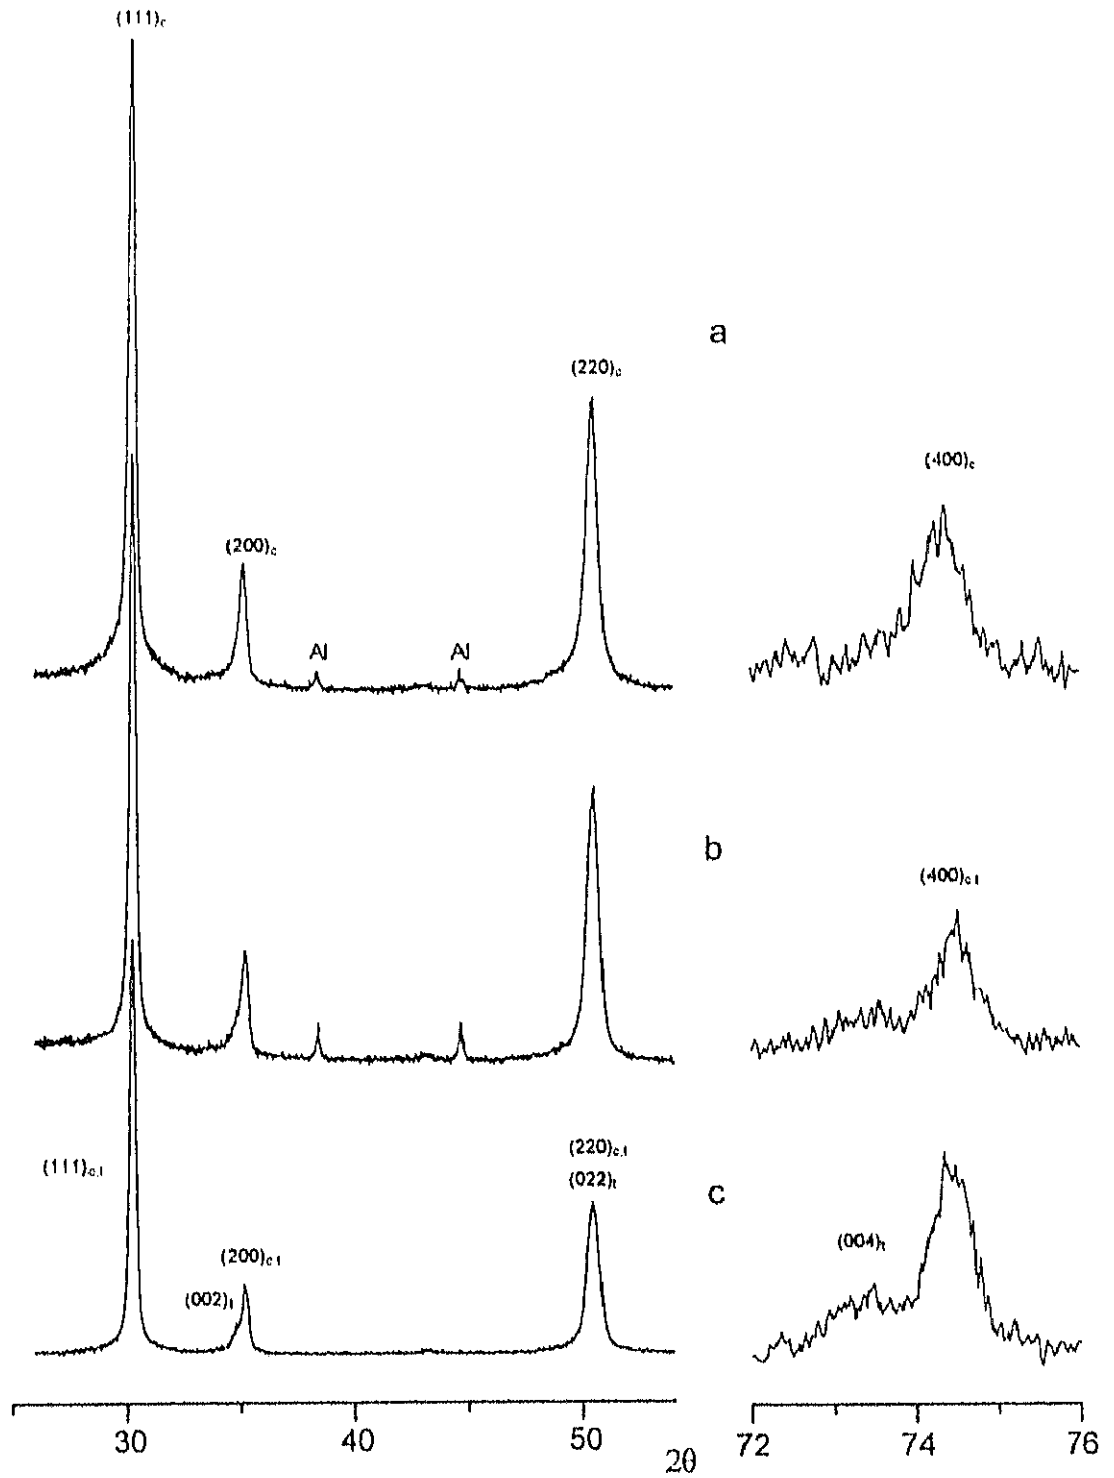 (111)c
a
(220)c
(400)c
(200)c
Al Al
b
(400)c,t
(220)c,t
(111)c,t
(022)t
c
(004)t
(200)c,t
(002)t
30 40 50 2θ 72 74 76